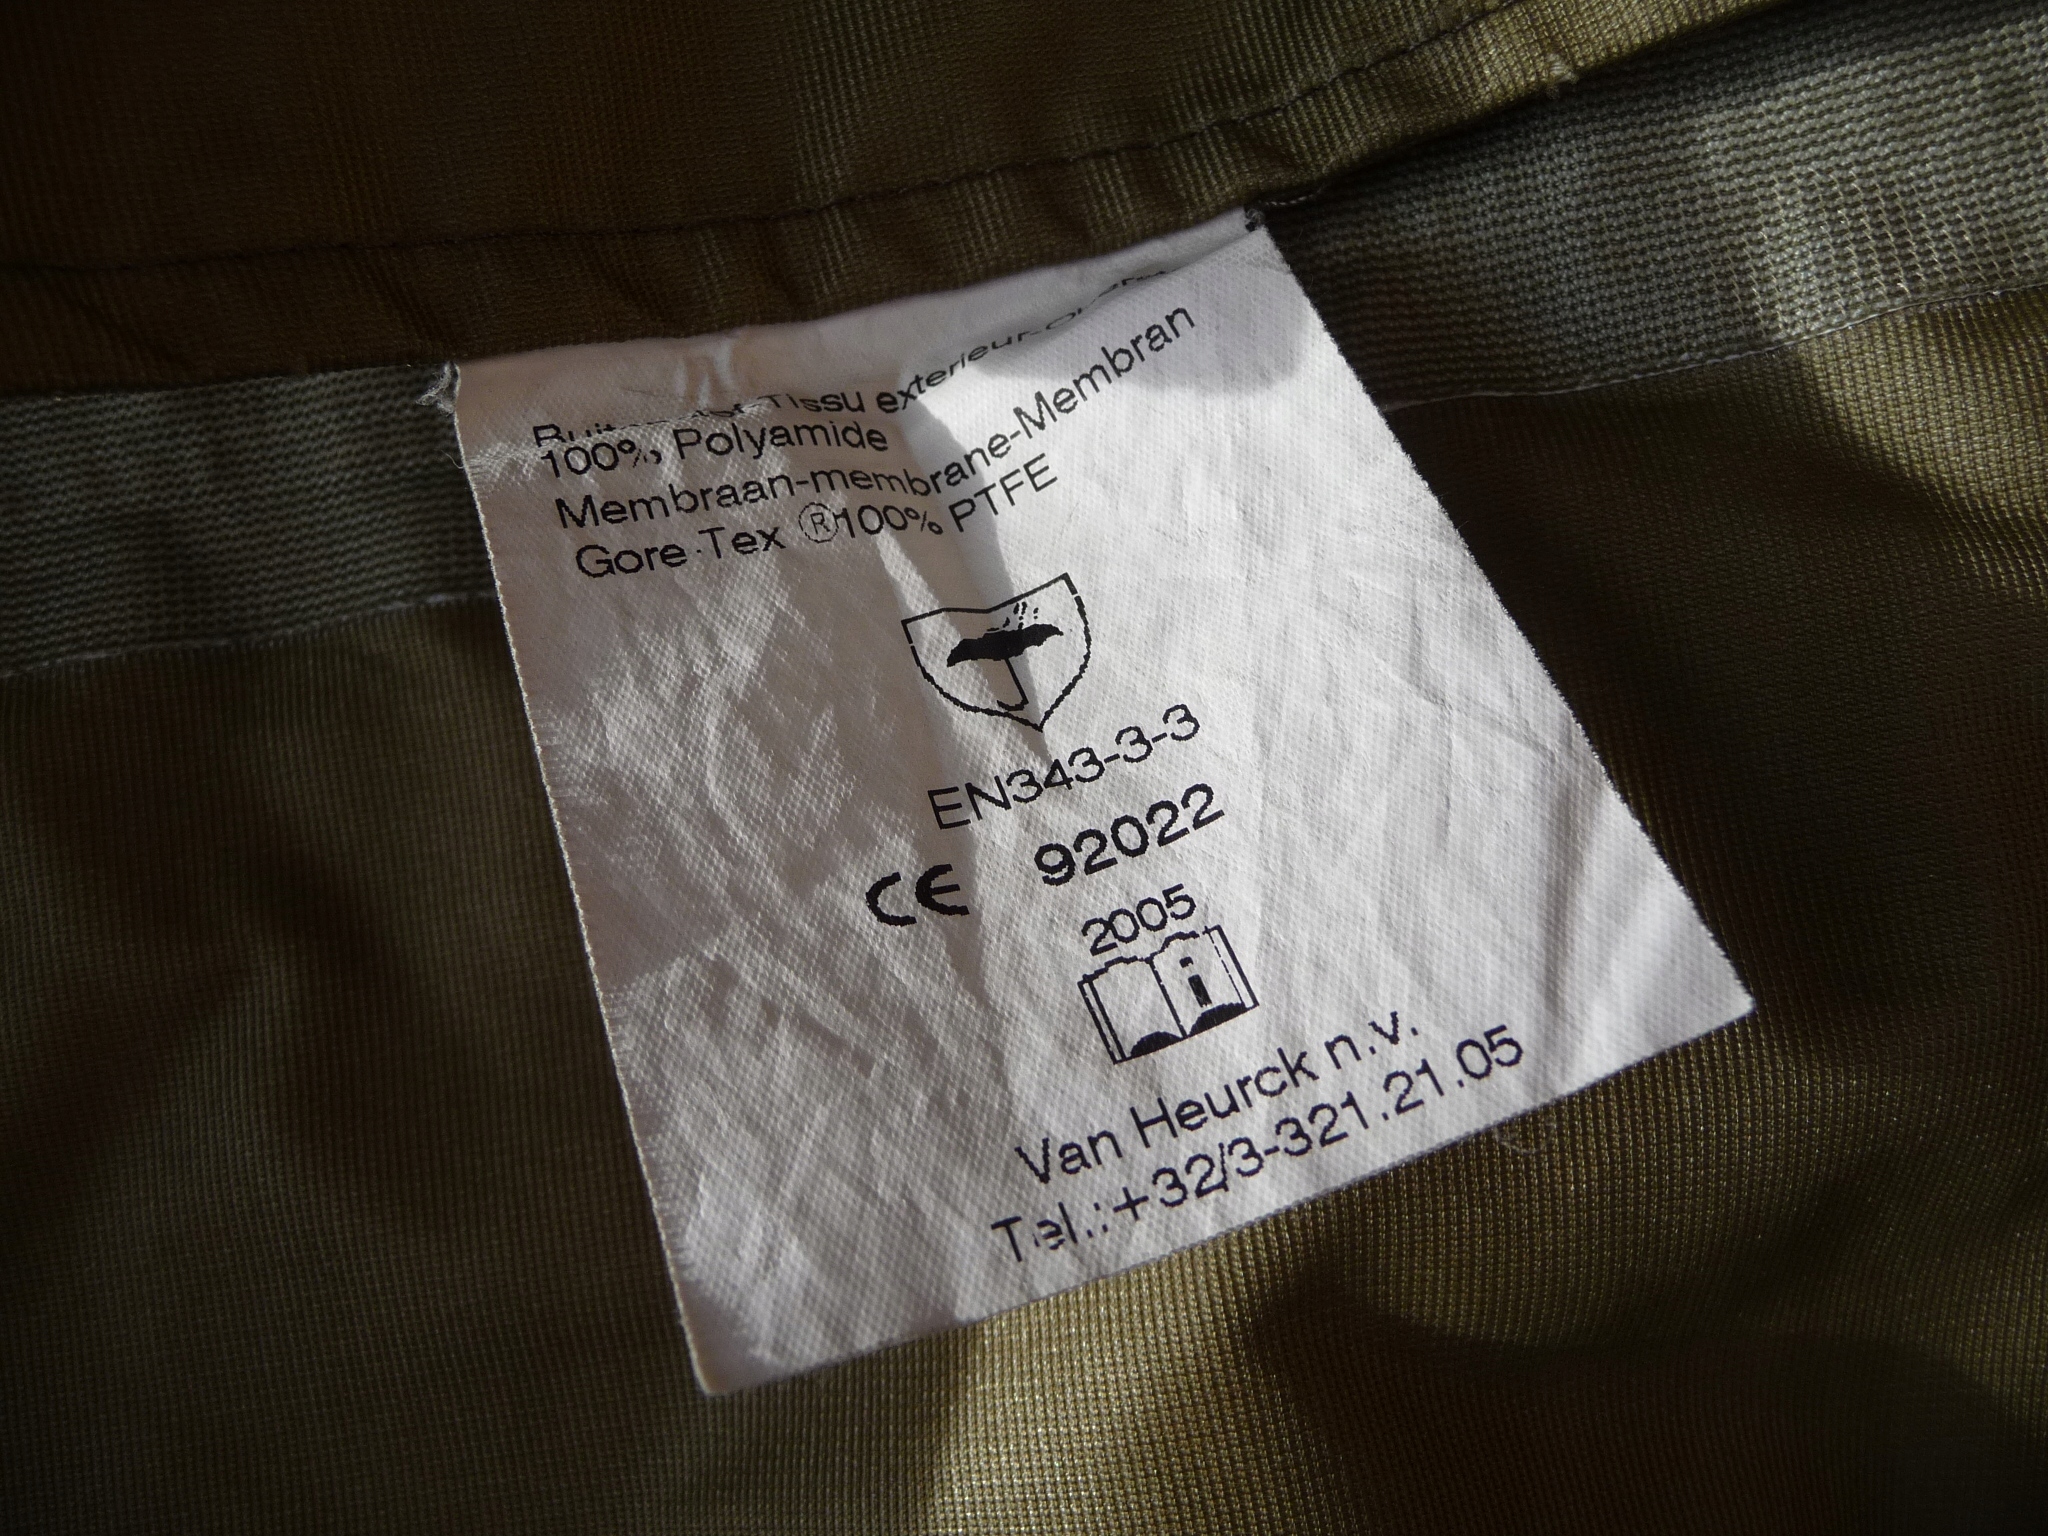 Tissu exterieur
100% Polyamide
Membraan-membrane-Membran
Gore-Tex ®100% PTFE
EN343-3-3
CE 92022
2005
i
Van Heurck n.v.
Tel.:+32/3-321.21.05